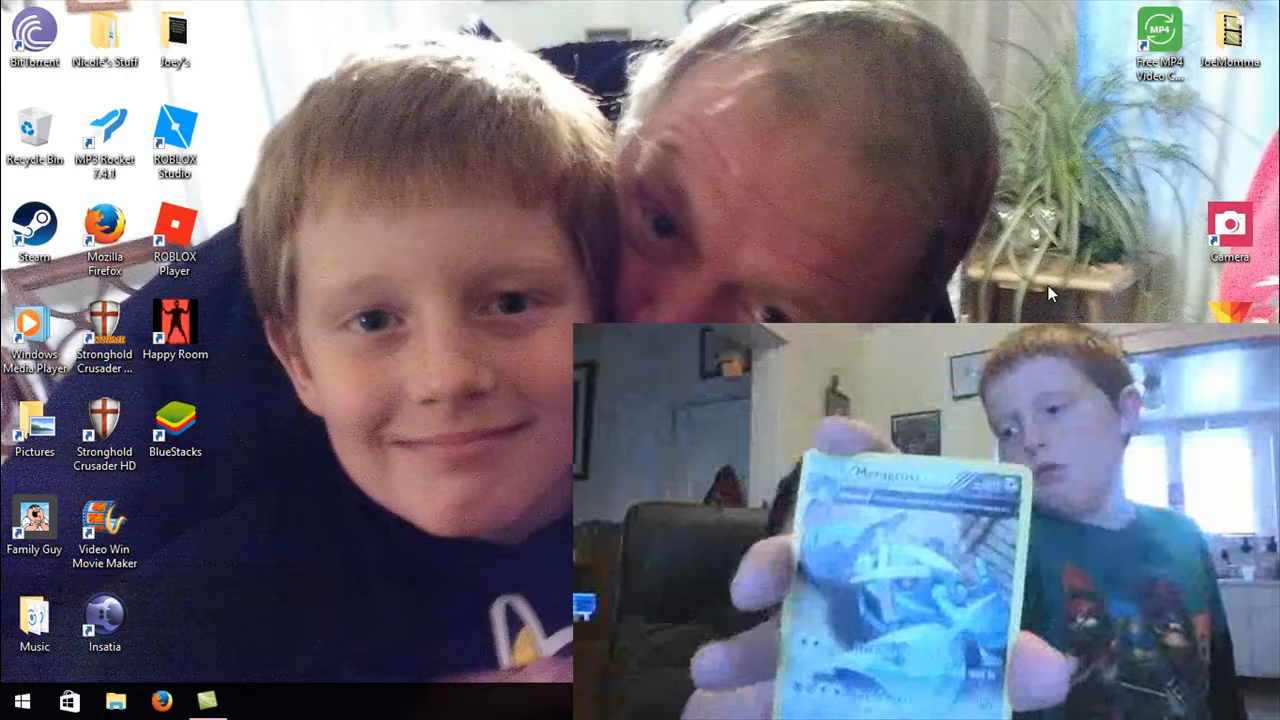 BitTorrent
Nicole's Stuff
Joey's
MP4
Free MP4
Video C...
JoeMomma
Recycle Bin
MP3 Rocket
7.4.1
ROBLOX
Studio
Steam
Mozilla
Firefox
ROBLOX
Player
Camera
Windows
Media Player
Stronghold
Crusader ...
Happy Room
Pictures
Stronghold
Crusader HD
BlueStacks
Family Guy
Video Win
Movie Maker
Music
Insatia
Metagross